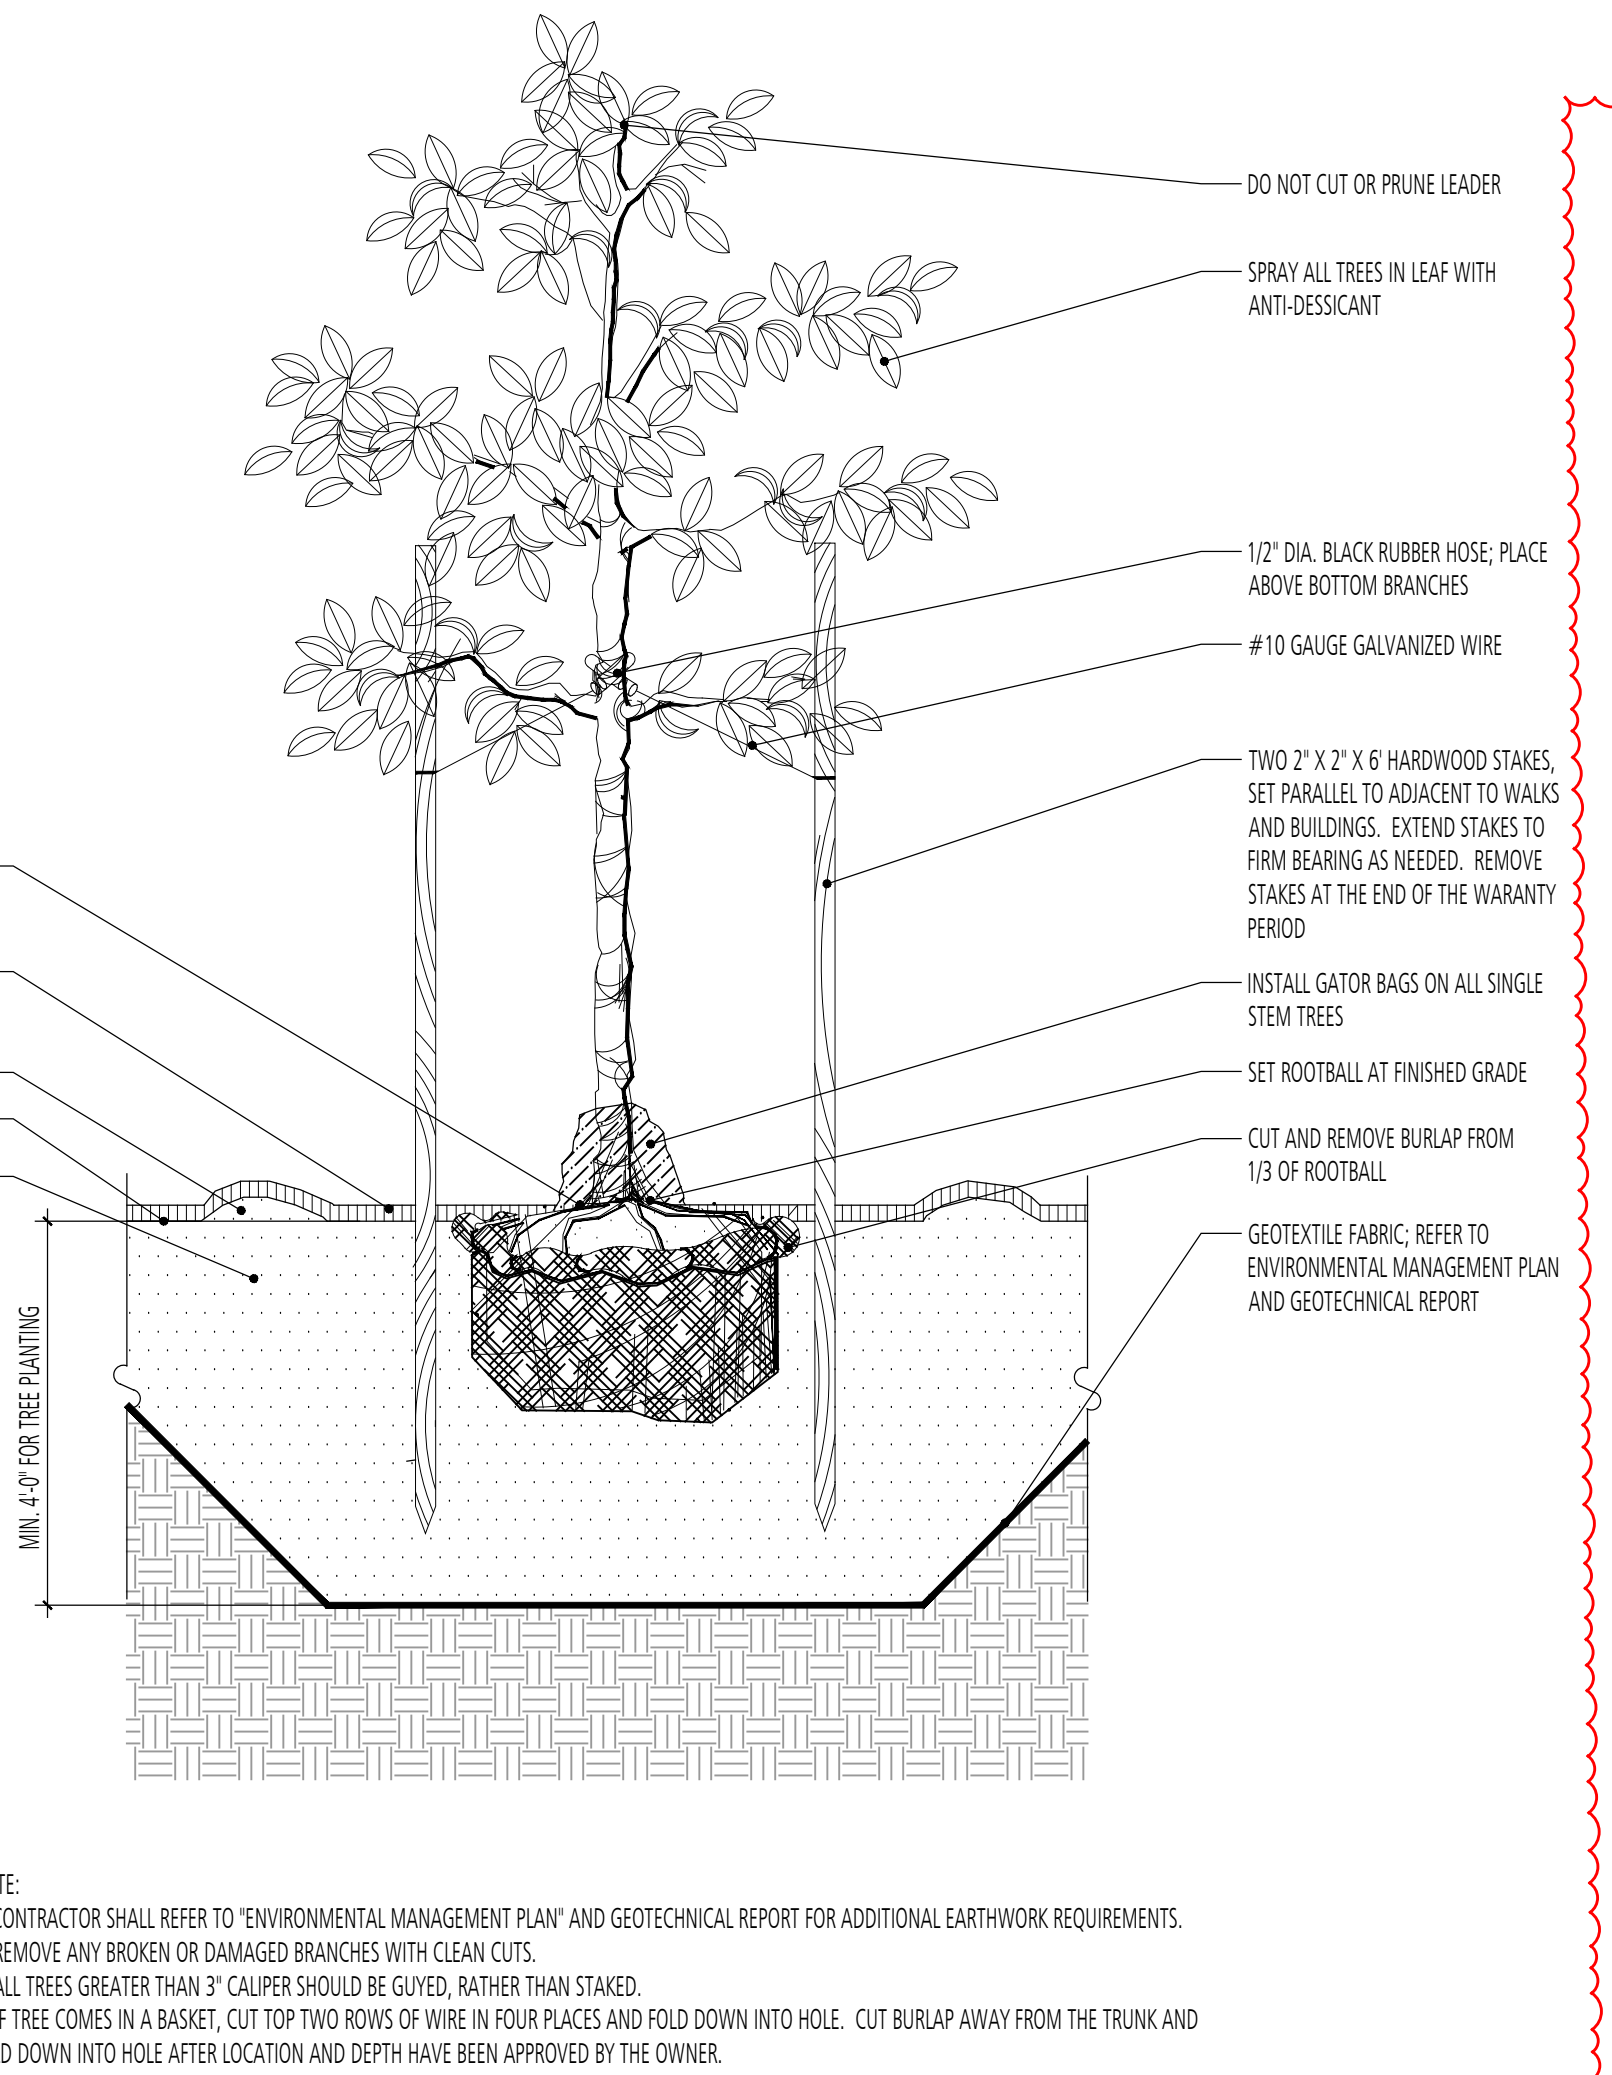 DO NOT CUT OR PRUNE LEADER
SPRAY ALL TREES IN LEAF WITH
ANTI-DESSICANT
1/2" DIA. BLACK RUBBER HOSE; PLACE
ABOVE BOTTOM BRANCHES
#10 GAUGE GALVANIZED WIRE
TWO 2" X 2" X 6' HARDWOOD STAKES,
SET PARALLEL TO ADJACENT TO WALKS
AND BUILDINGS. EXTEND STAKES TO
FIRM BEARING AS NEEDED. REMOVE
STAKES AT THE END OF THE WARANTY
PERIOD
INSTALL GATOR BAGS ON ALL SINGLE
STEM TREES
SET ROOTBALL AT FINISHED GRADE
CUT AND REMOVE BURLAP FROM
1/3 OF ROOTBALL
GEOTEXTILE FABRIC; REFER TO
ENVIRONMENTAL MANAGEMENT PLAN
AND GEOTECHNICAL REPORT
MIN. 4'-0" FOR TREE PLANTING
TE:
CONTRACTOR SHALL REFER TO "ENVIRONMENTAL MANAGEMENT PLAN" AND GEOTECHNICAL REPORT FOR ADDITIONAL EARTHWORK REQUIREMENTS.
REMOVE ANY BROKEN OR DAMAGED BRANCHES WITH CLEAN CUTS.
ALL TREES GREATER THAN 3" CALIPER SHOULD BE GUYED, RATHER THAN STAKED.
F TREE COMES IN A BASKET, CUT TOP TWO ROWS OF WIRE IN FOUR PLACES AND FOLD DOWN INTO HOLE. CUT BURLAP AWAY FROM THE TRUNK AND
D DOWN INTO HOLE AFTER LOCATION AND DEPTH HAVE BEEN APPROVED BY THE OWNER.